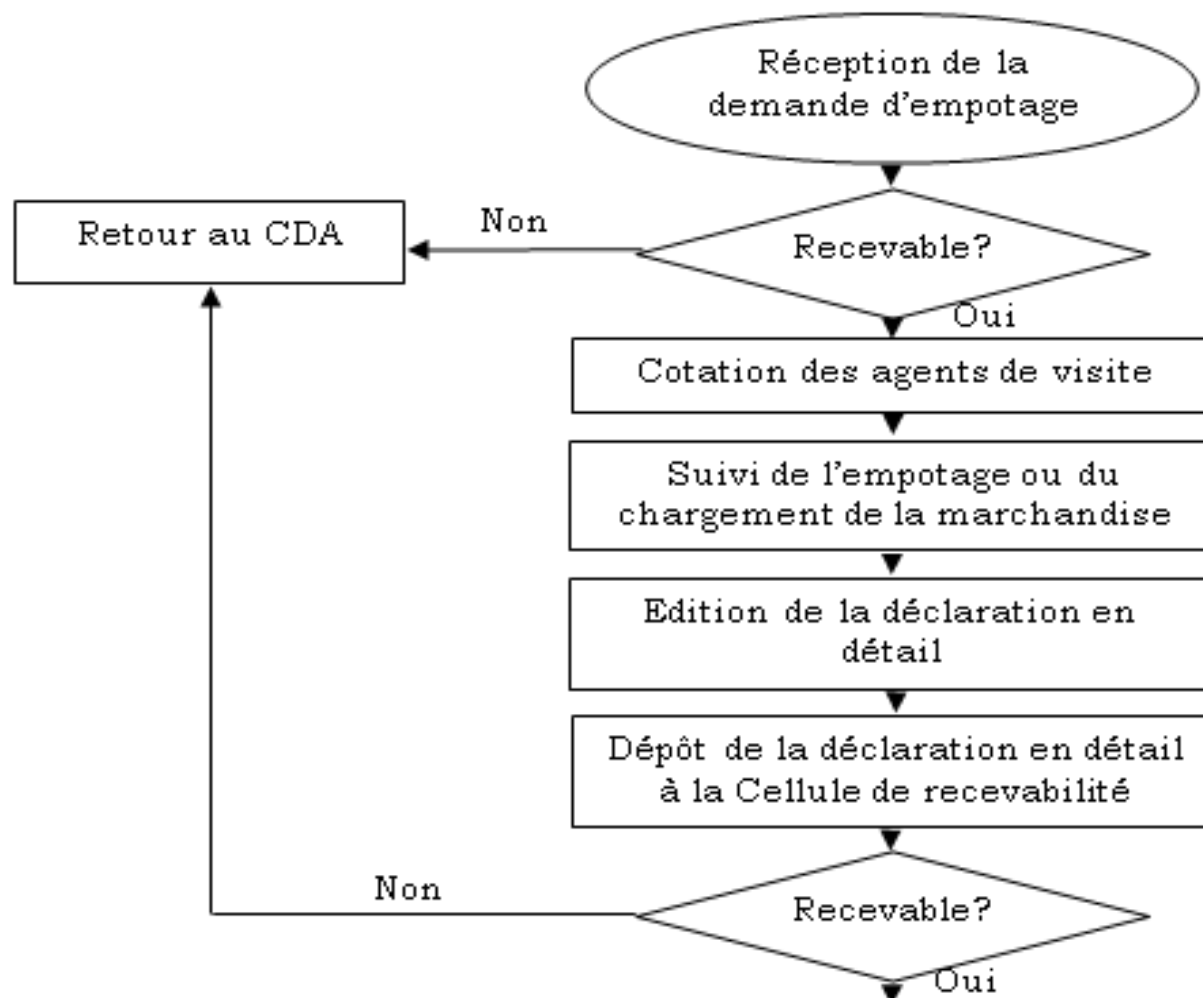 Réception de la
demande d'empotage
Retour au CDA
Non
Recevable?
Oui
Cotation des agents de visite
Suivi de l'empotage ou du
chargement de la marchandise
Edition de la déclaration en
détail
Dépôt de la déclaration en détail
à la Cellule de recevabilité
Non
Recevable?
Oui